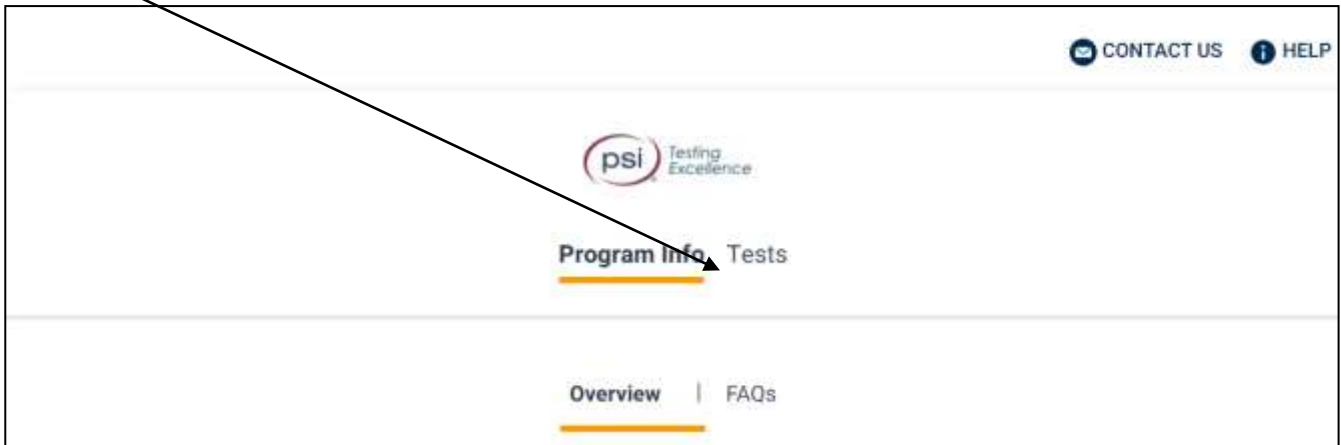 CONTACT US HELP
psi Testing
Excellence
Program Info Tests
Overview | FAQs